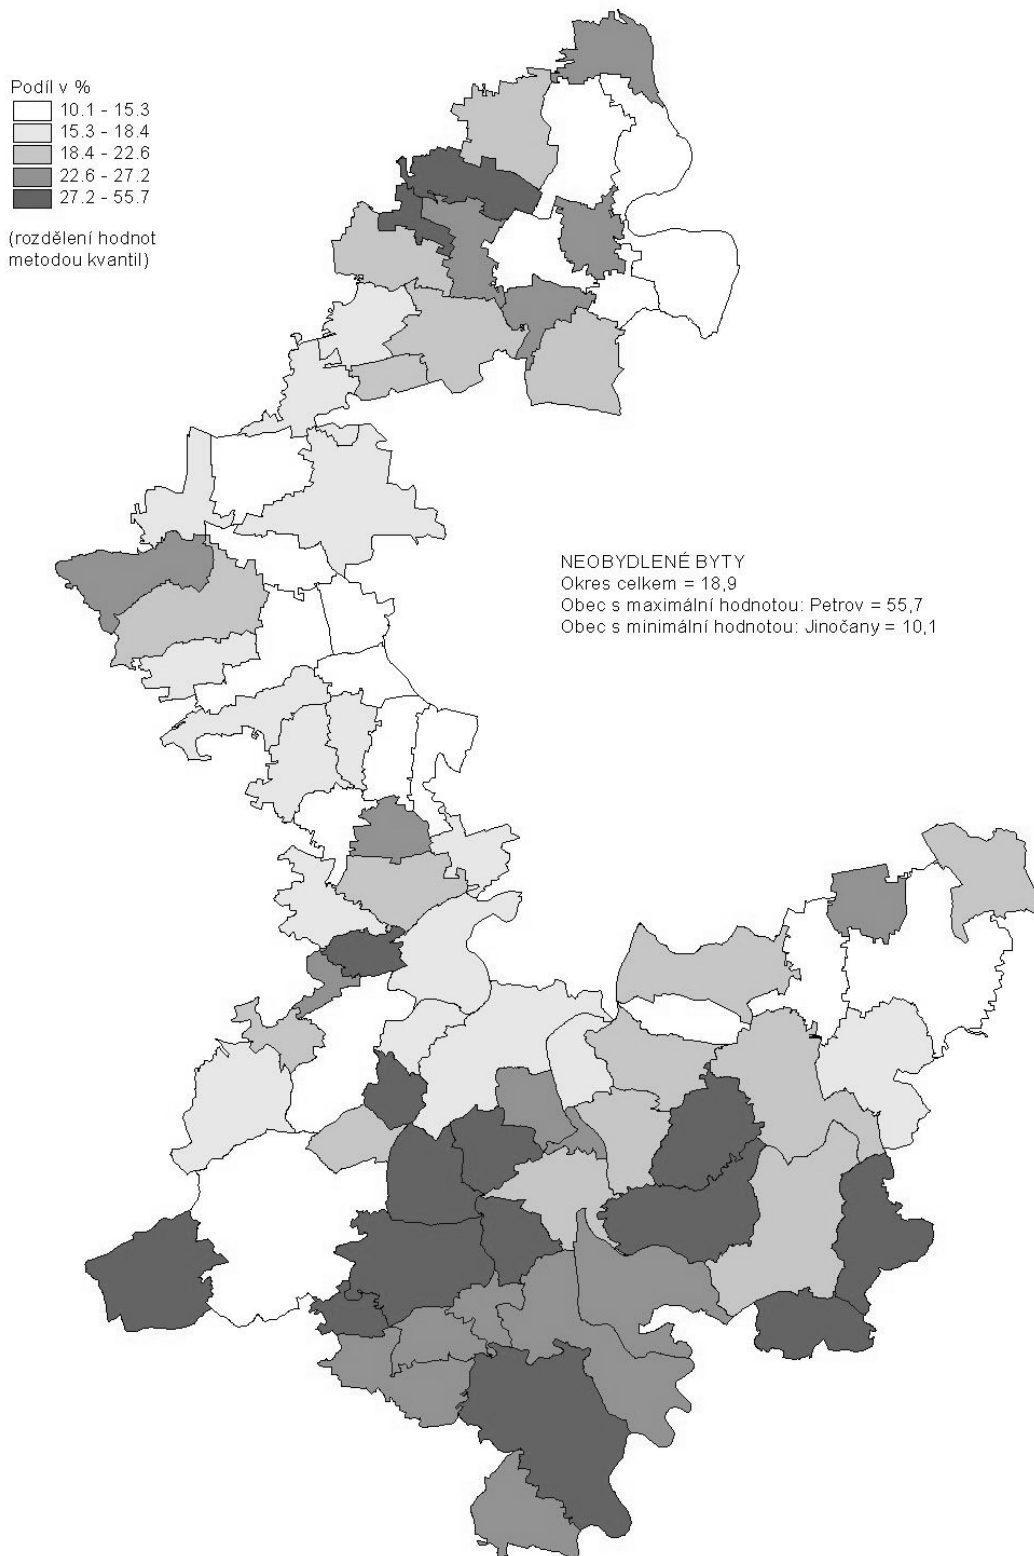 Podíl v %
10.1 - 15.3
15.3 - 18.4
18.4 - 22.6
22.6 - 27.2
27.2 - 55.7
(rozdělení hodnot
metodou kvantil)
NEOBYDLENÉ BYTY
Okres celkem = 18,9
Obec s maximální hodnotou: Petrov = 55,7
Obec s minimální hodnotou: Jinočany = 10,1